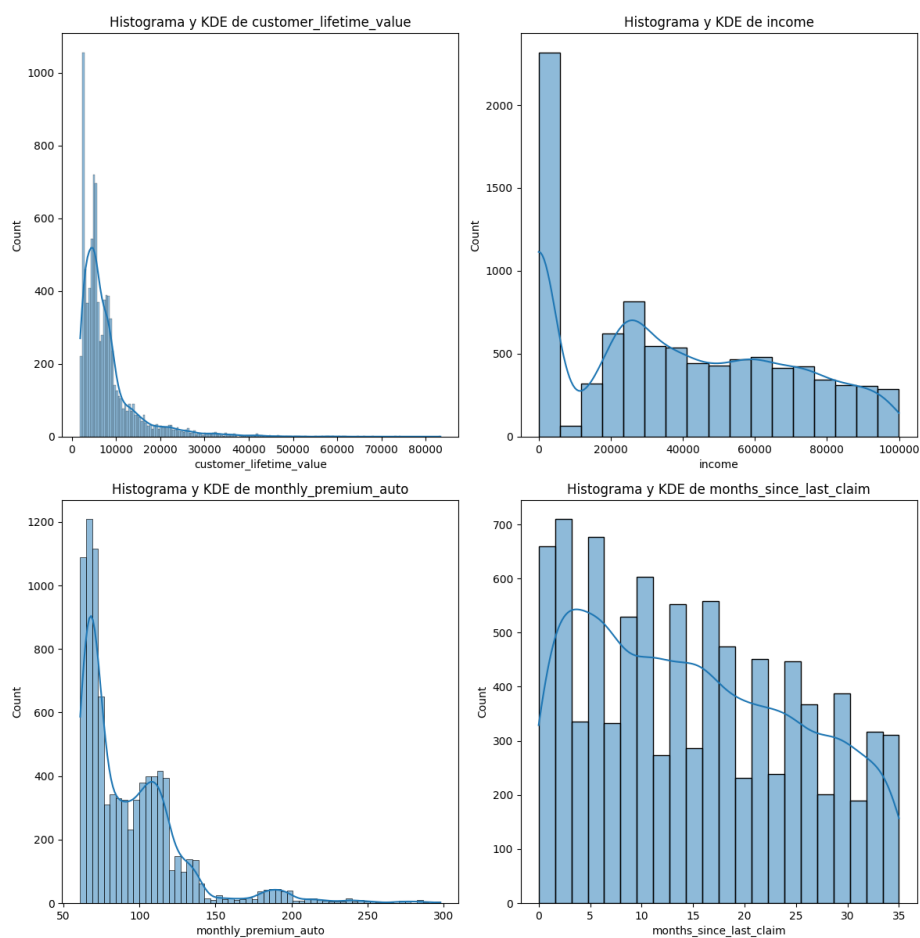 Histograma y KDE de customer_lifetime_value
Count
1000
800
600
400
200
0
0 10000 20000 30000 40000 50000 60000 70000 80000
customer_lifetime_value
Histograma y KDE de income
Count
2000
1500
1000
500
0
0 20000 40000 60000 80000 100000
income
Histograma y KDE de monthly_premium_auto
Count
1200
1000
800
600
400
200
0
50 100 150 200 250 300
monthly_premium_auto
Histograma y KDE de months_since_last_claim
Count
700
600
500
400
300
200
100
0
0 5 10 15 20 25 30 35
months_since_last_claim